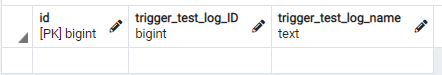 id
[PK] bigint
trigger_test_log_ID
bigint
trigger_test_log_name
text